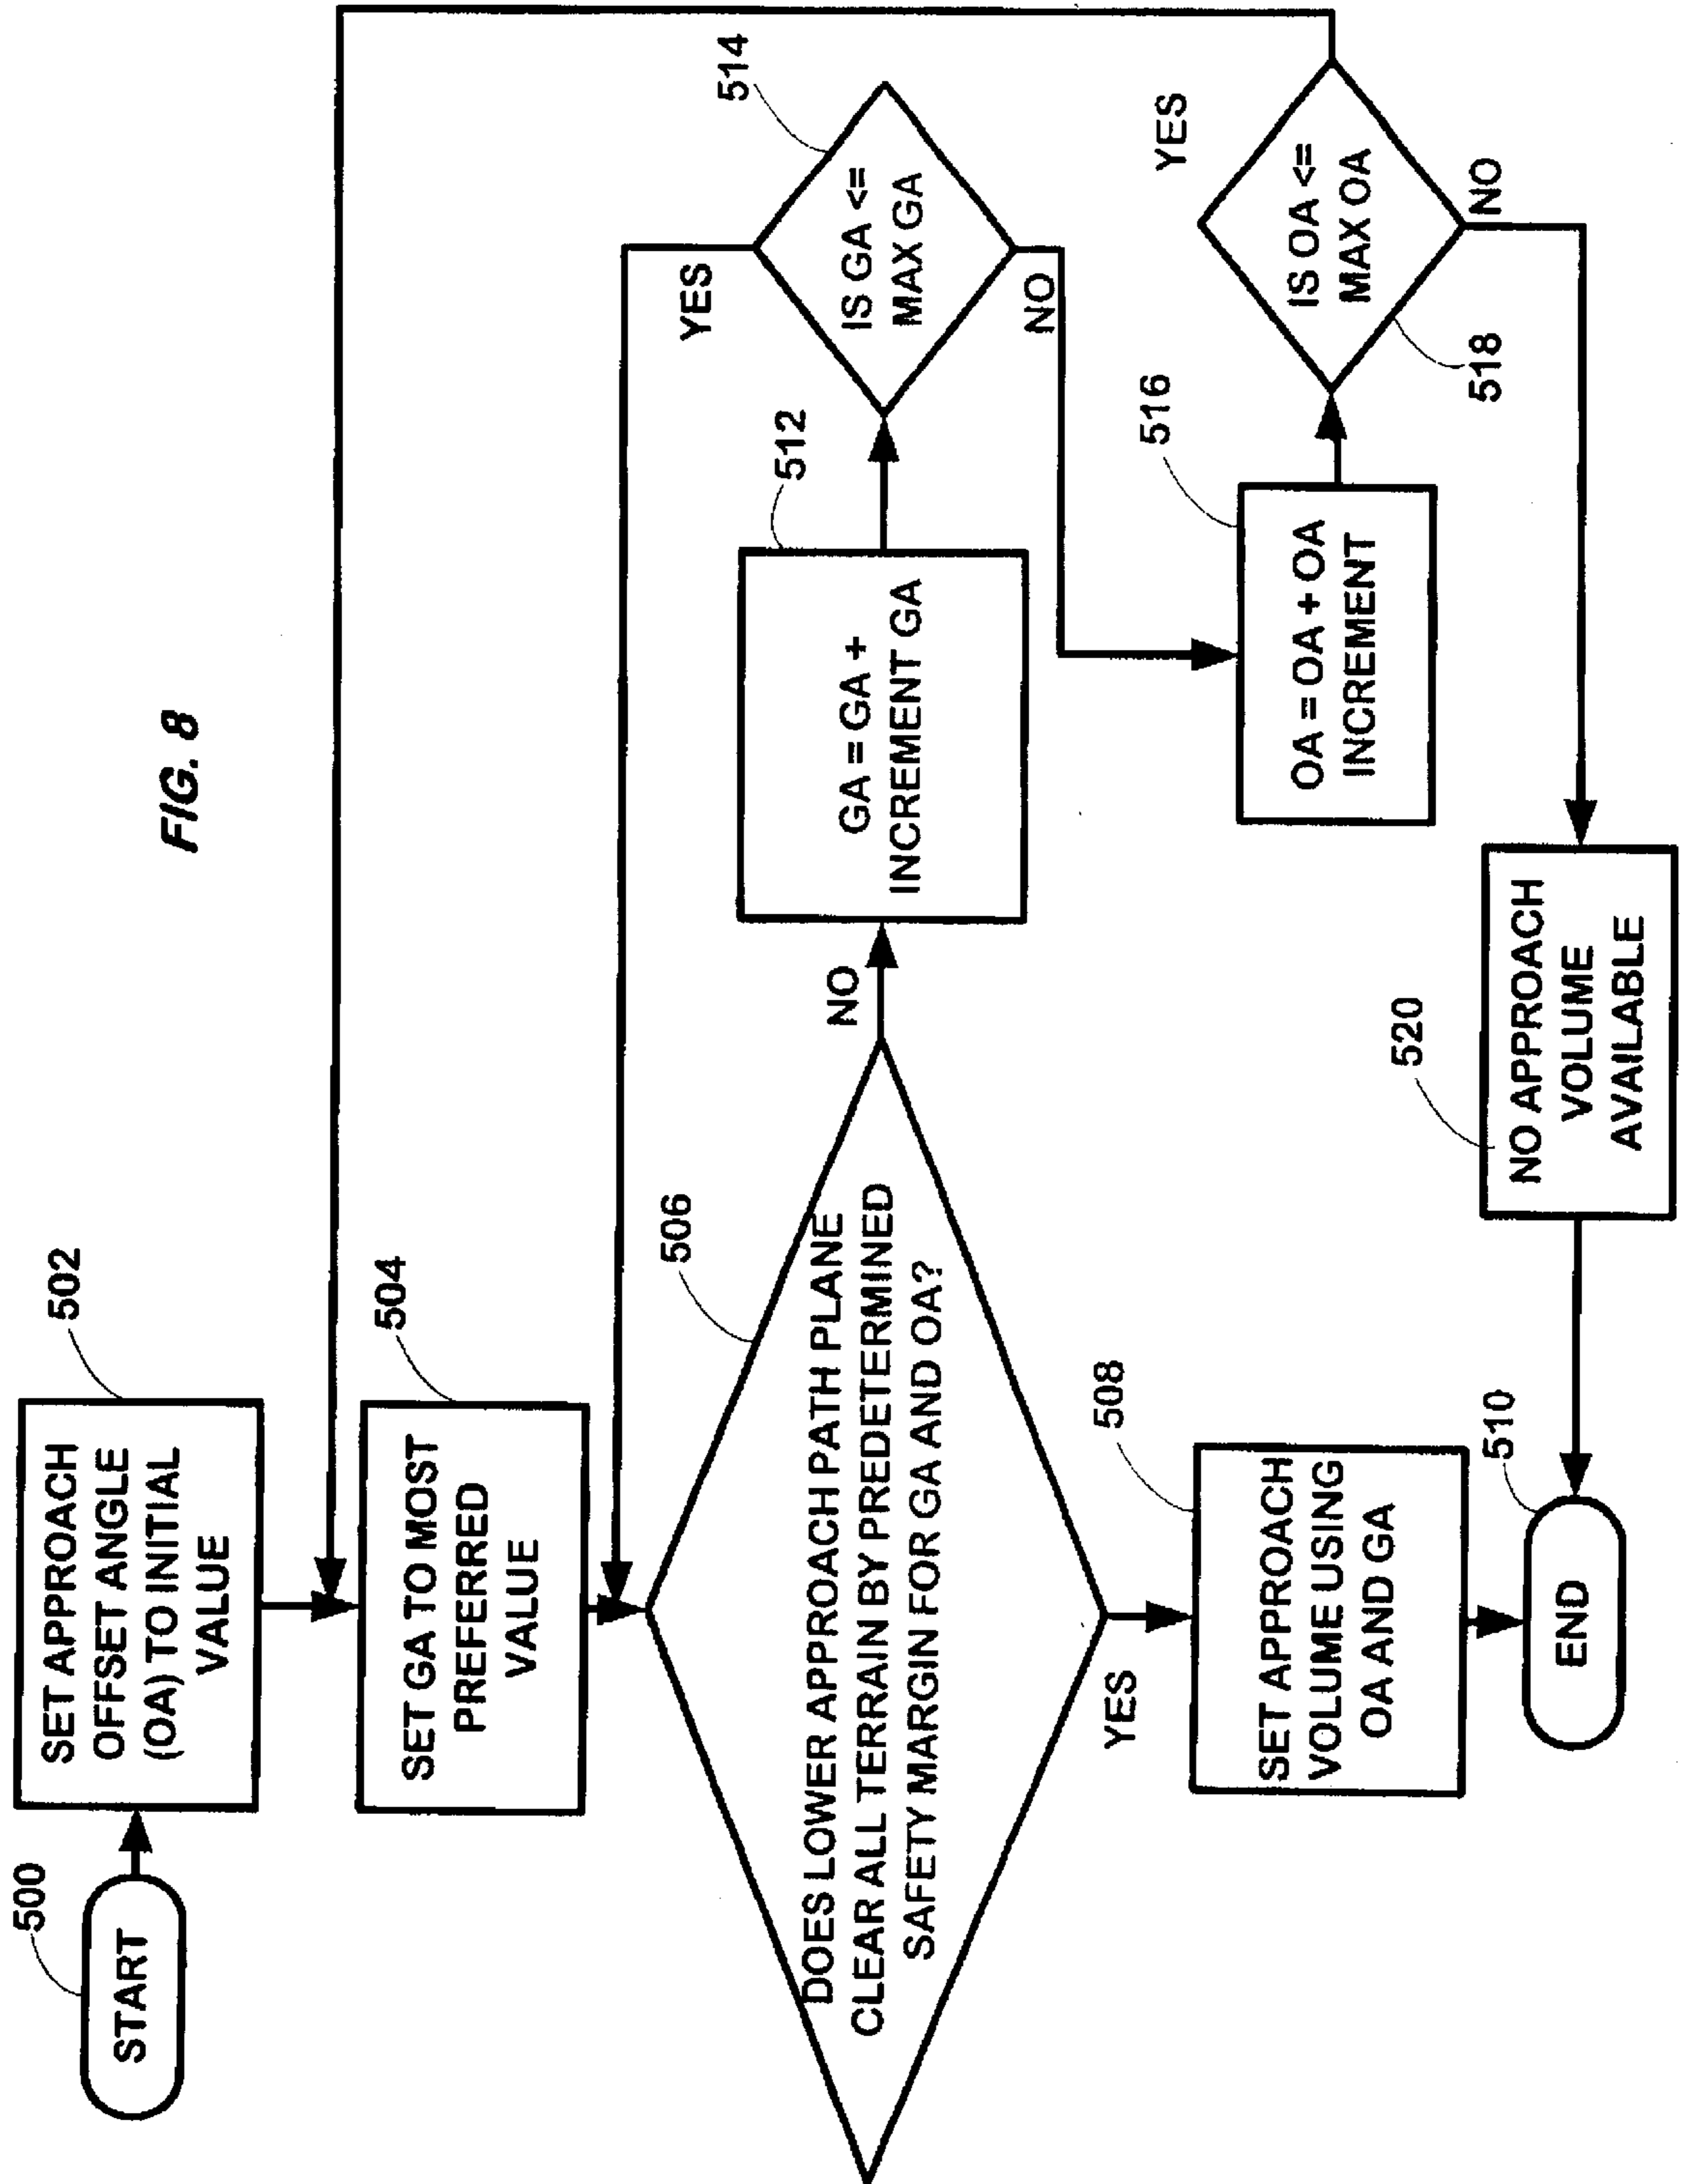 FIG. 8
500
START
502
SET APPROACH
OFFSET ANGLE
(OA) TO INITIAL
VALUE
504
SET GA TO MOST
PREFERRED
VALUE
506
DOES LOWER APPROACH PATH PLANE
CLEAR ALL TERRAIN BY PREDETERMINED
SAFETY MARGIN FOR GA AND OA?
NO
YES
508
SET APPROACH
VOLUME USING
OA AND GA
510
END
512
GA = GA +
INCREMENT GA
514
IS GA <=
MAX GA
YES
NO
516
OA = OA + OA
INCREMENT
518
IS OA <=
MAX OA
YES
NO
520
NO APPROACH
VOLUME
AVAILABLE